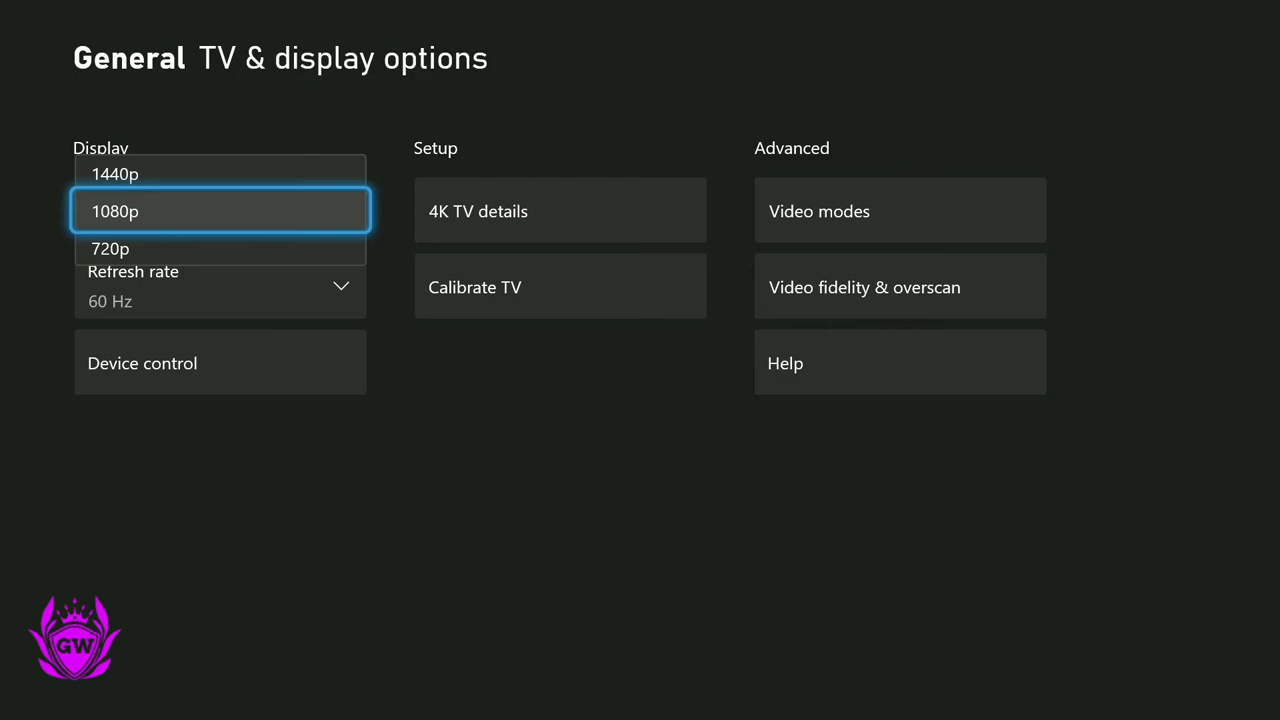 General TV & display options
Display
1440p
1080p
720p
Refresh rate
60 Hz
Device control
Setup
4K TV details
Calibrate TV
Advanced
Video modes
Video fidelity & overscan
Help
GW